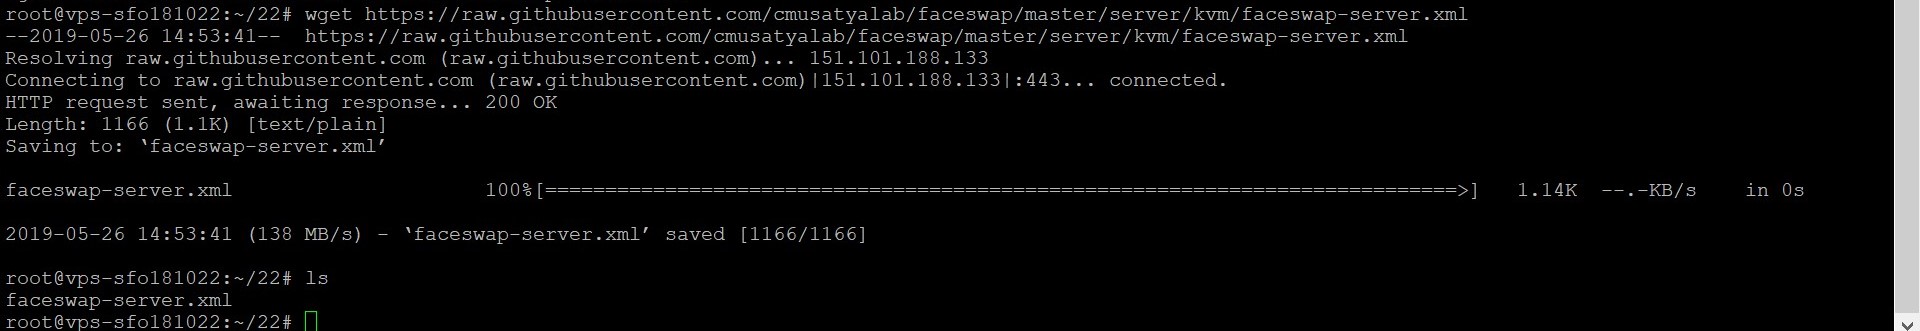 root@vps-sfo181022:~/22# wget https://raw.githubusercontent.com/cmusatyalab/faceswap/master/server/kvm/faceswap-server.xml
--2019-05-26 14:53:41--  https://raw.githubusercontent.com/cmusatyalab/faceswap/master/server/kvm/faceswap-server.xml
Resolving raw.githubusercontent.com (raw.githubusercontent.com)... 151.101.188.133
Connecting to raw.githubusercontent.com (raw.githubusercontent.com)|151.101.188.133|:443... connected.
HTTP request sent, awaiting response... 200 OK
Length: 1166 (1.1K) [text/plain]
Saving to: ‘faceswap-server.xml’
faceswap-server.xml 100%[============================================================================>] 1.14K --.-KB/s in 0s
2019-05-26 14:53:41 (138 MB/s) - ‘faceswap-server.xml’ saved [1166/1166]
root@vps-sfo181022:~/22# ls
faceswap-server.xml
root@vps-sfo181022:~/22#